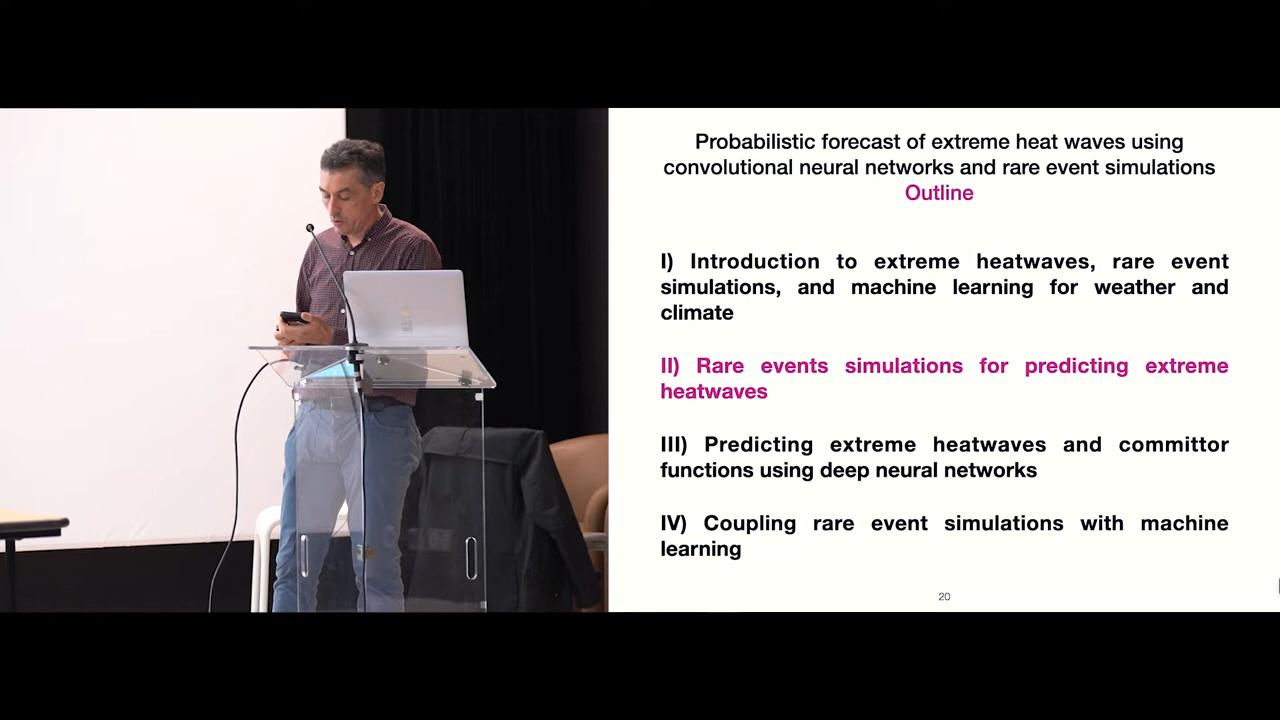 Probabilistic forecast of extreme heat waves using
convolutional neural networks and rare event simulations
Outline
I) Introduction to extreme heatwaves, rare event
simulations, and machine learning for weather and
climate
II) Rare events simulations for predicting extreme
heatwaves
III) Predicting extreme heatwaves and committor
functions using deep neural networks
IV) Coupling rare event simulations with machine
learning
20